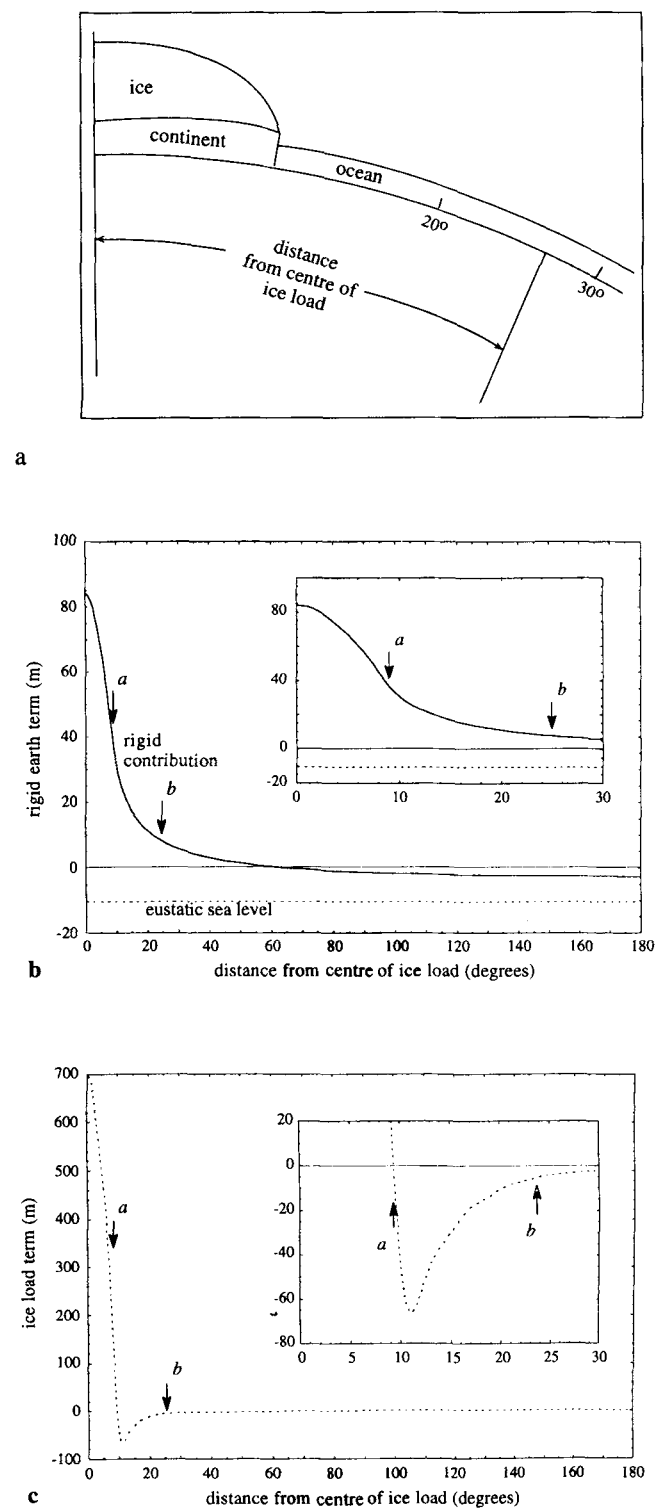 ice
continent
ocean
20o
30o
distance
from centre of
ice load
a
100
80
60
40
20
0
-20
rigid earth term (m)
a
rigid
contribution
b
eustatic sea level
80
40
0
-20
a
b
0
10
20
30
0
20
40
60
80
100
120
140
160
180
b
distance from centre of ice load (degrees)
700
600
500
400
300
200
100
0
-100
ice load term (m)
a
b
20
0
-20
-40
-60
-80
a
b
0
5
10
15
20
25
30
0
20
40
60
80
100
120
140
160
180
c
distance from centre of ice load (degrees)